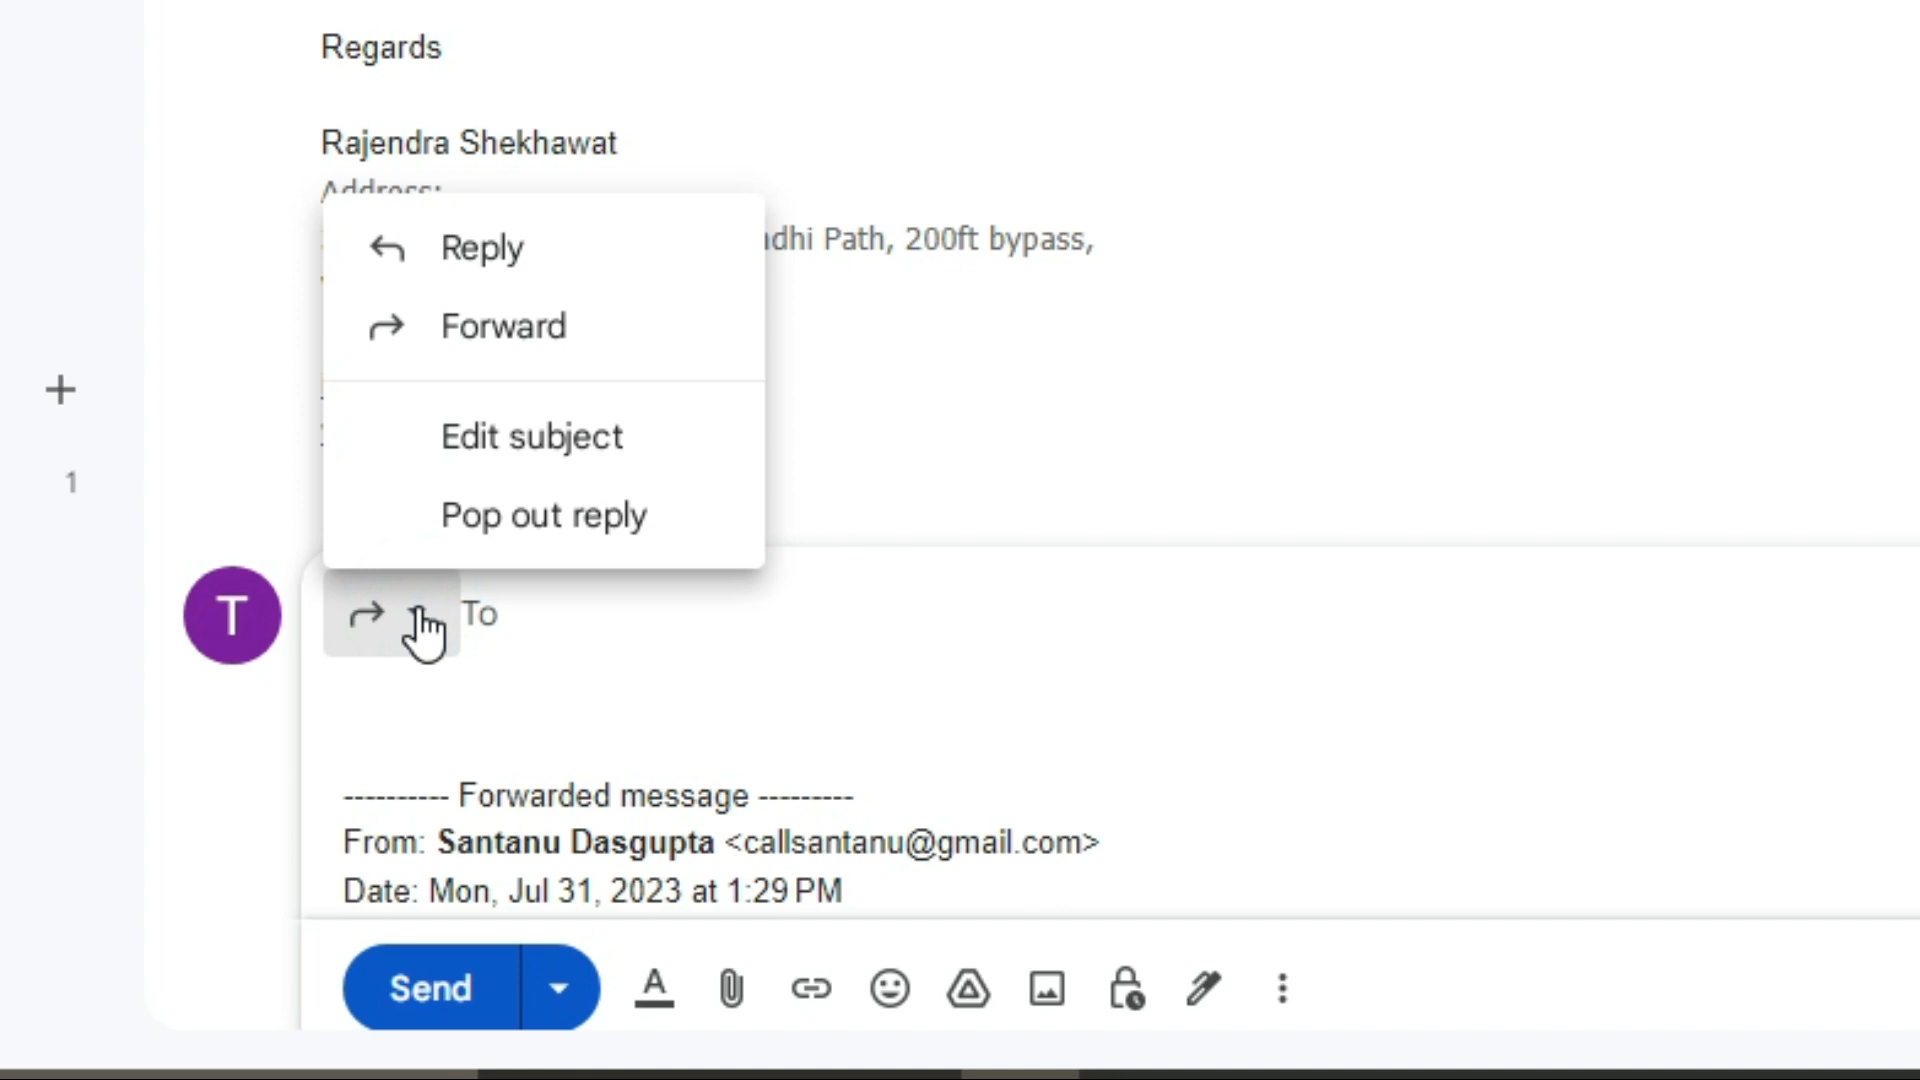 Regards
Rajendra Shekhawat
Address:
dhi Path, 200ft bypass,
Reply
Forward
Edit subject
Pop out reply
1
T
To
---------- Forwarded message ---------
From: Santanu Dasgupta <callsantanu@gmail.com>
Date: Mon, Jul 31, 2023 at 1:29 PM
Send
A